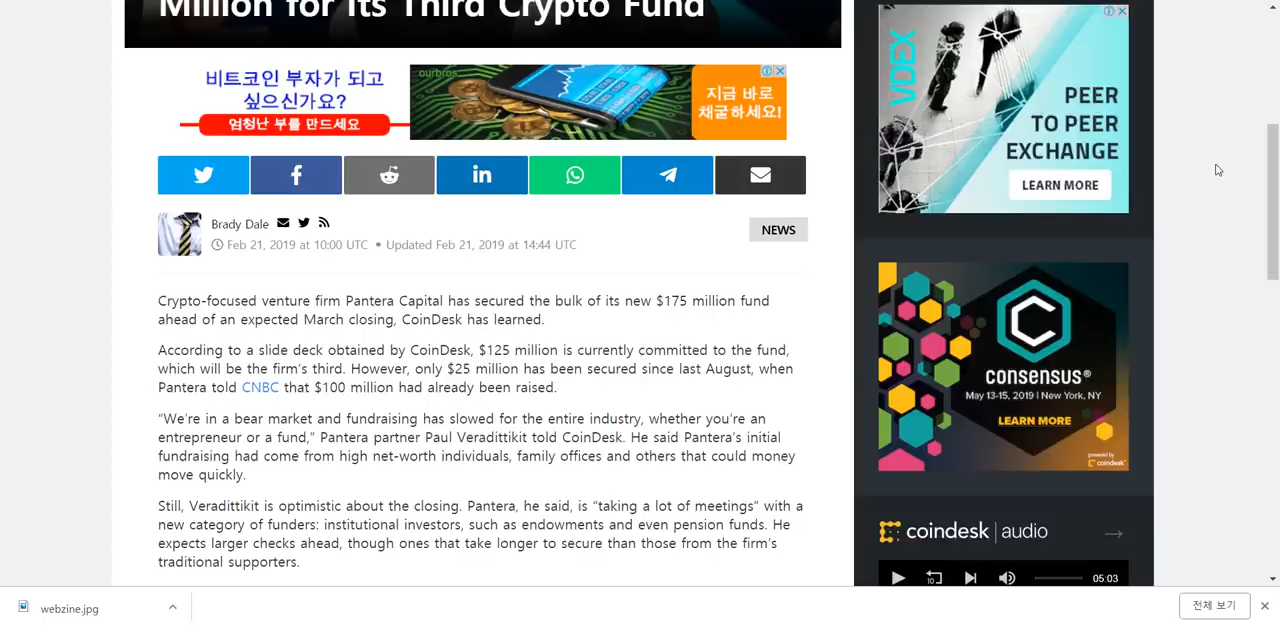 Million for Its Third Crypto Fund
비트코인 부자가 되고
싶으신가요?
엄청난 부를 만드세요
ourbros
지금 바로
채굴하세요!
Brady Dale
Feb 21, 2019 at 10:00 UTC • Updated Feb 21, 2019 at 14:44 UTC
NEWS
Crypto-focused venture firm Pantera Capital has secured the bulk of its new $175 million fund
ahead of an expected March closing, CoinDesk has learned.
According to a slide deck obtained by CoinDesk, $125 million is currently committed to the fund,
which will be the firm’s third. However, only $25 million has been secured since last August, when
Pantera told CNBC that $100 million had already been raised.
“We’re in a bear market and fundraising has slowed for the entire industry, whether you’re an
entrepreneur or a fund,” Pantera partner Paul Veradittikit told CoinDesk. He said Pantera’s initial
fundraising had come from high net-worth individuals, family offices and others that could money
move quickly.
Still, Veradittikit is optimistic about the closing. Pantera, he said, is “taking a lot of meetings” with a
new category of funders: institutional investors, such as endowments and even pension funds. He
expects larger checks ahead, though ones that take longer to secure than those from the firm’s
traditional supporters.
VDEX
PEER
TO PEER
EXCHANGE
LEARN MORE
consensus®
May 13-15, 2019 | New York, NY
LEARN MORE
powered by
coindesk
coindesk | audio
10
05:03
webzine.jpg
전체 보기